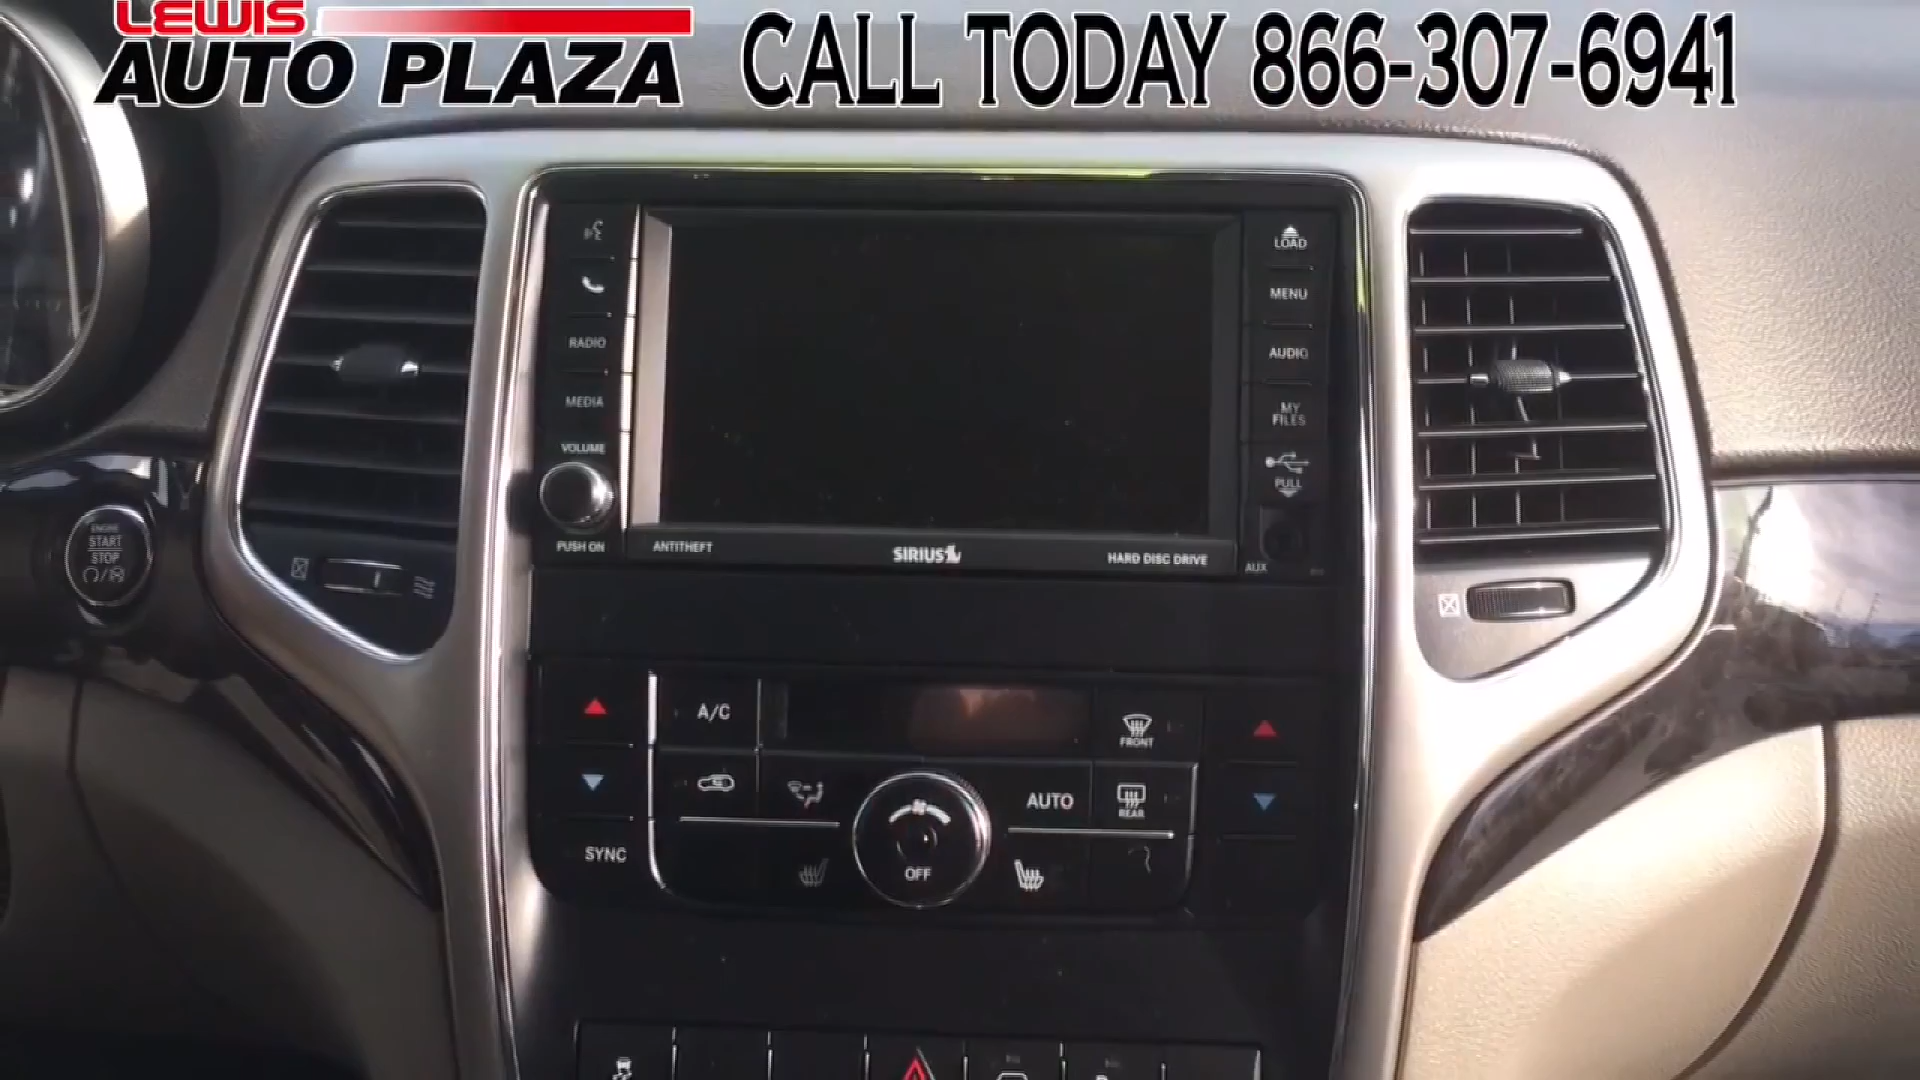 LEWIS
AUTO PLAZA
CALL TODAY 866-307-6941
LOAD
MENU
RADIO
AUDIO
MEDIA
MY
FILES
VOLUME
PULL
PUSH ON
ANTITHEFT
SIRIUS
HARD DISC DRIVE
AUX
ENGINE
START
STOP
A/C
FRONT
AUTO
REAR
SYNC
OFF